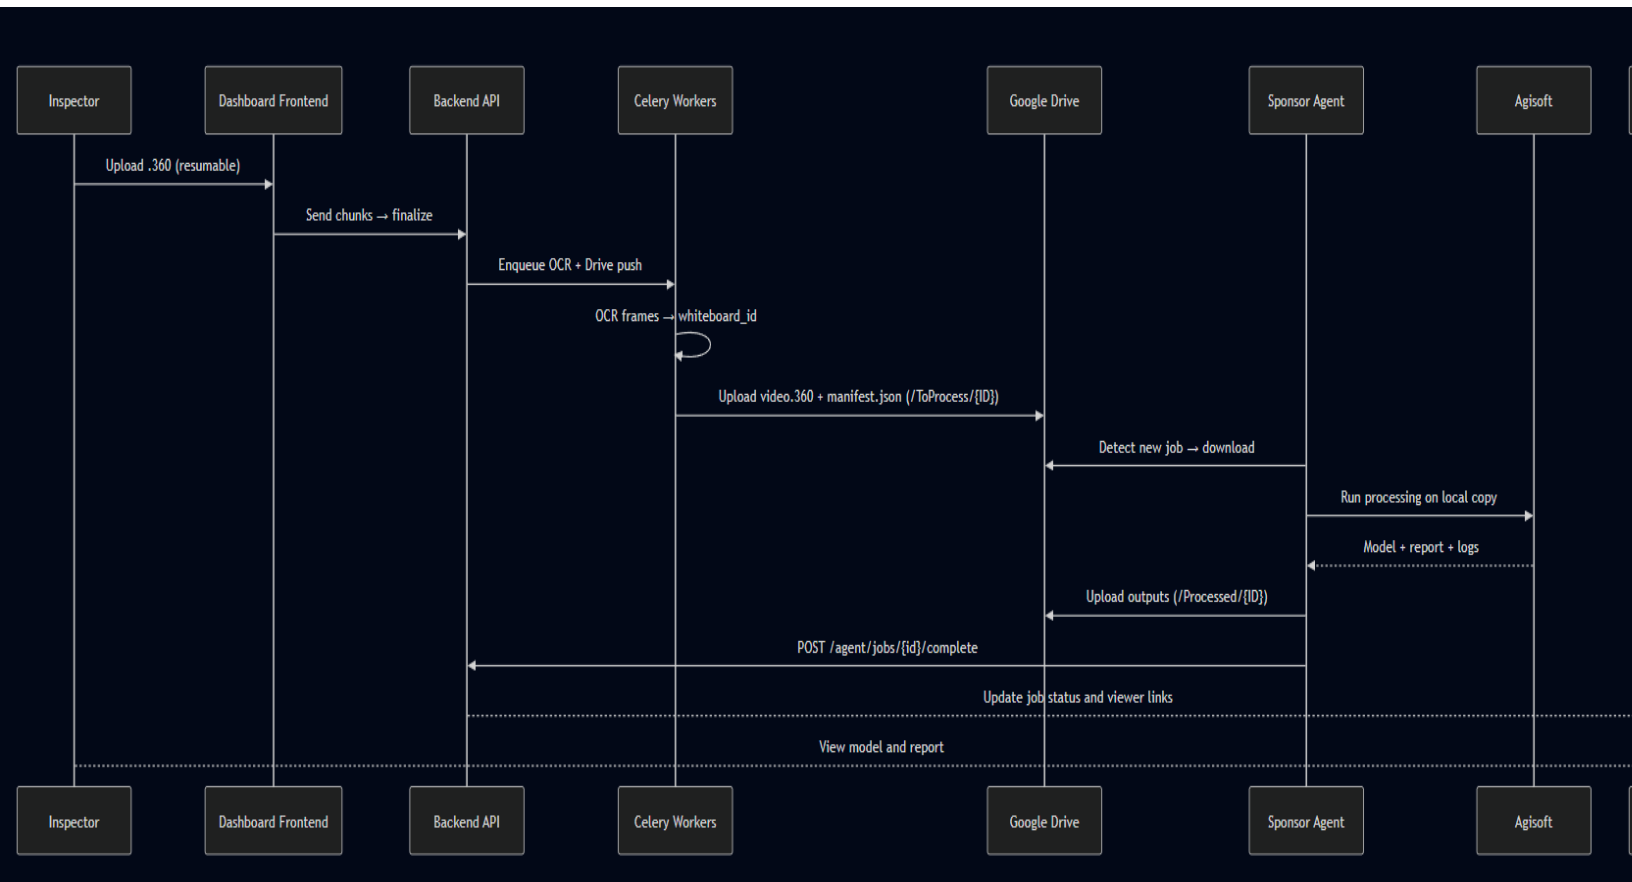 Inspector
Dashboard Frontend
Backend API
Celery Workers
Google Drive
Sponsor Agent
Agisoft
Upload .360 (resumable)
Send chunks → finalize
Enqueue OCR + Drive push
OCR frames → whiteboard_id
Upload video.360 + manifest.json (/ToProcess/{ID})
Detect new job → download
Run processing on local copy
Model + report + logs
Upload outputs (/Processed/{ID})
POST /agent/jobs/{id}/complete
Update job status and viewer links
View model and report
Inspector
Dashboard Frontend
Backend API
Celery Workers
Google Drive
Sponsor Agent
Agisoft